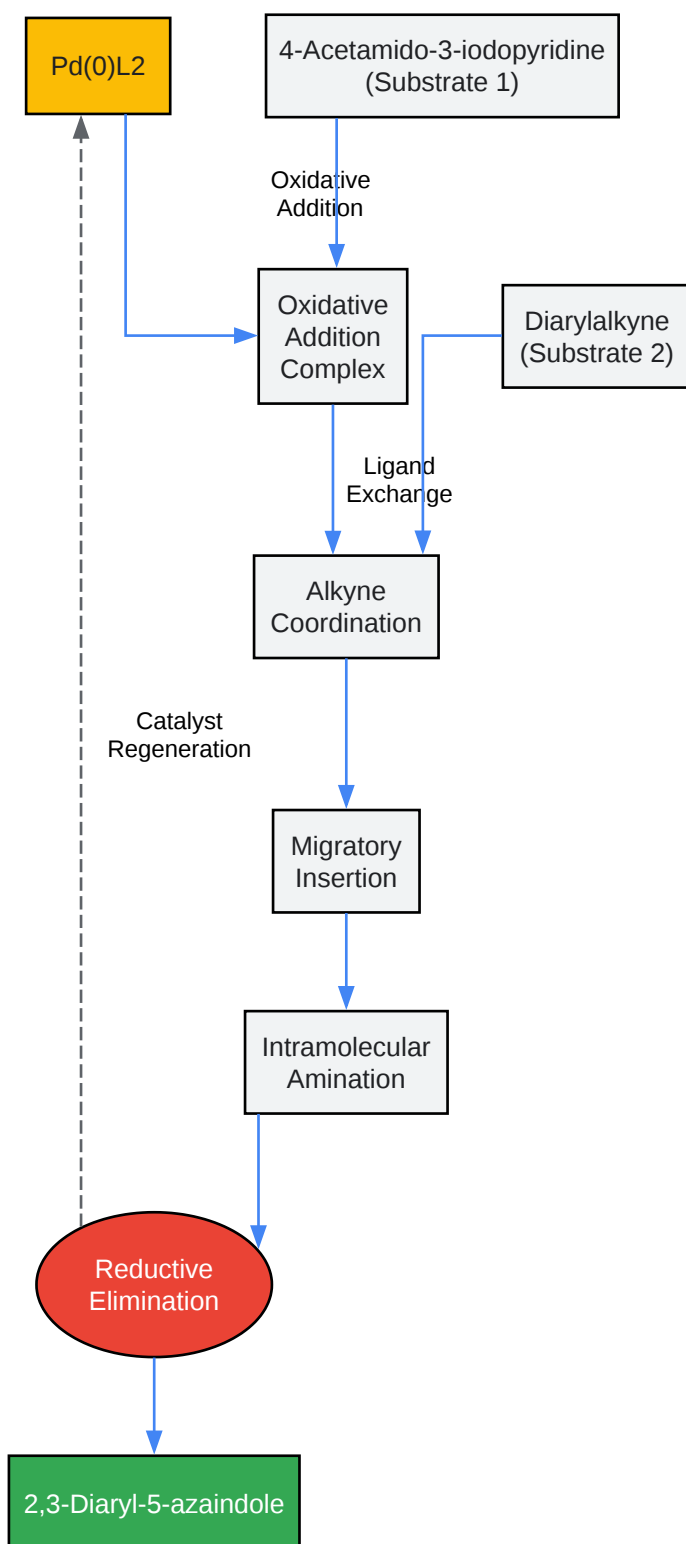 Pd(0)L2
4-Acetamido-3-iodopyridine
(Substrate 1)
Oxidative
Addition
Oxidative
Addition
Complex
Diarylalkyne
(Substrate 2)
Ligand
Exchange
Alkyne
Coordination
Catalyst
Regeneration
Migratory
Insertion
Intramolecular
Amination
Reductive
Elimination
2,3-Diaryl-5-azaindole